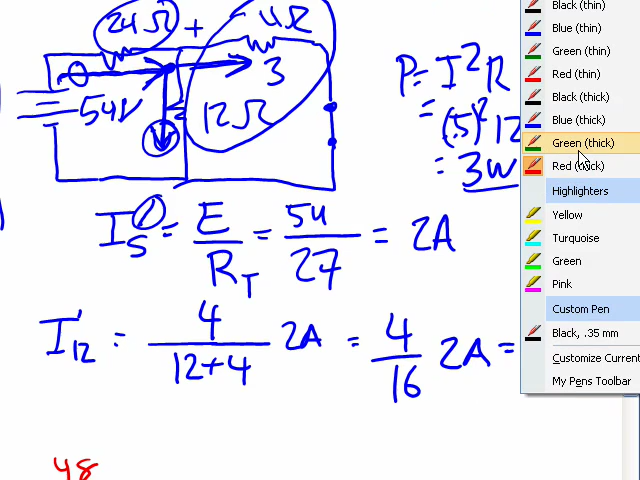 24Ω + 4Ω
3
54V
12Ω
P = I²R
= (.5)² 12
= 3W
I'S = E/RT = 54/27 = 2A
I'12 = 4/(12+4) 2A = 4/16 2A =
48
Black (thin)
Blue (thin)
Green (thin)
Red (thin)
Black (thick)
Blue (thick)
Green (thick)
Red (thick)
Highlighters
Yellow
Turquoise
Green
Pink
Custom Pen
Black, .35 mm
Customize Current
My Pens Toolbar